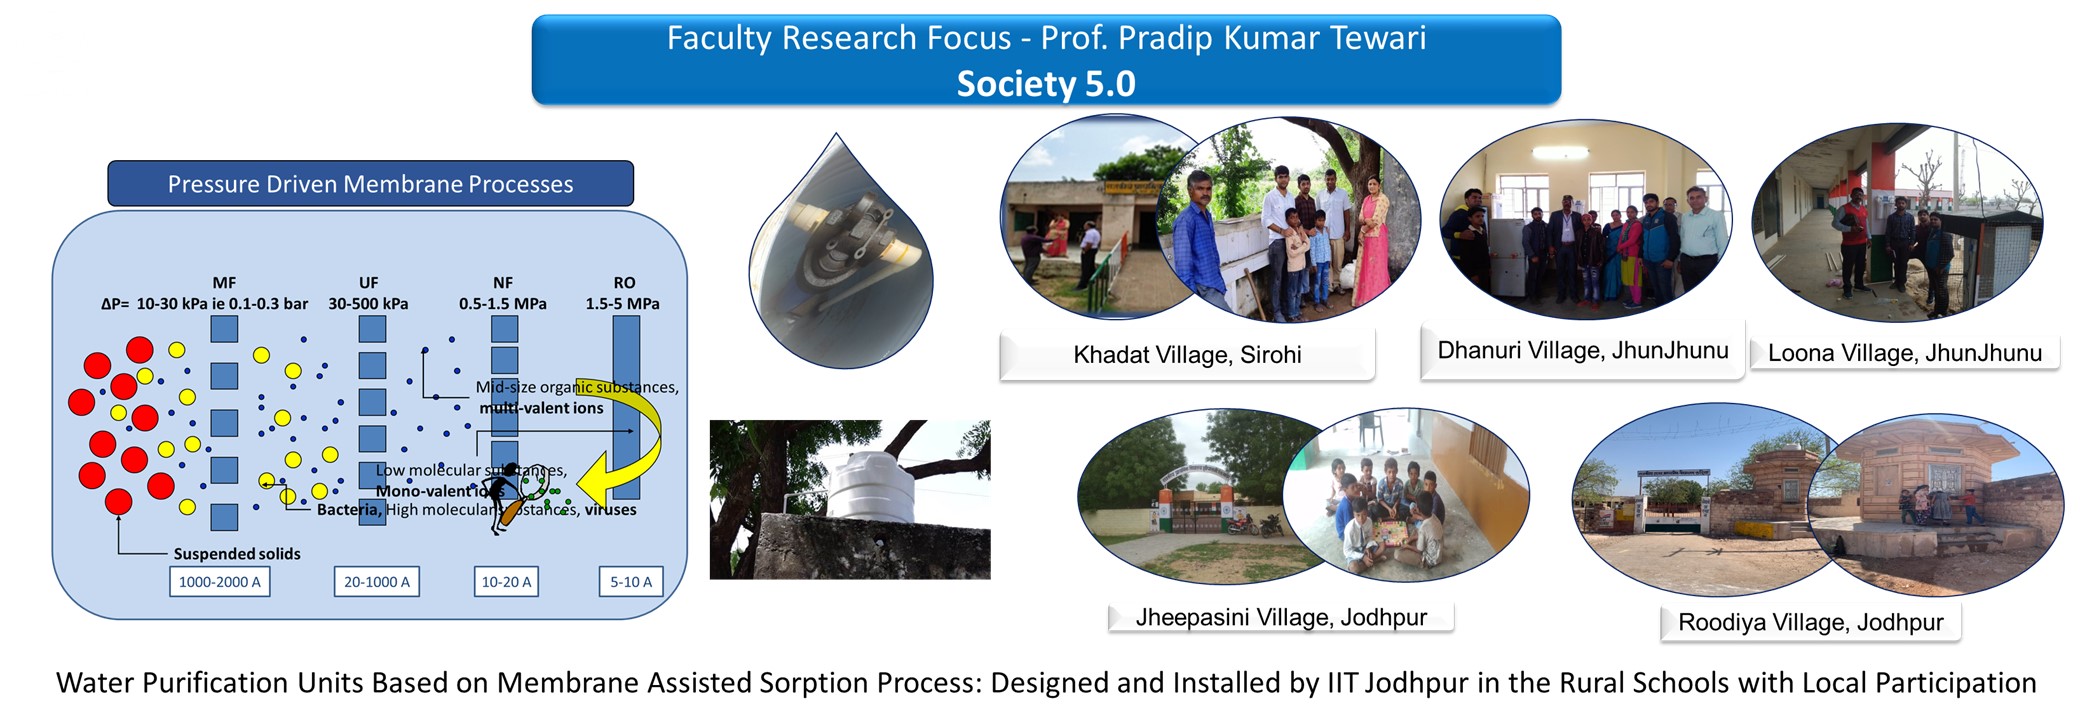 Faculty Research Focus - Prof. Pradip Kumar Tewari
Society 5.0
Pressure Driven Membrane Processes
MF
UF
NF
RO
ΔP= 10-30 kPa ie 0.1-0.3 bar
30-500 kPa
0.5-1.5 MPa
1.5-5 MPa
Mid-size organic substances,
multi-valent ions
Low molecular substances,
Mono-valent ions
Bacteria, High molecular substances, viruses
Suspended solids
1000-2000 A
20-1000 A
10-20 A
5-10 A
Khadat Village, Sirohi
Dhanuri Village, JhunJhunu
Loona Village, JhunJhunu
Jheepasini Village, Jodhpur
Roodiya Village, Jodhpur
Water Purification Units Based on Membrane Assisted Sorption Process: Designed and Installed by IIT Jodhpur in the Rural Schools with Local Participation